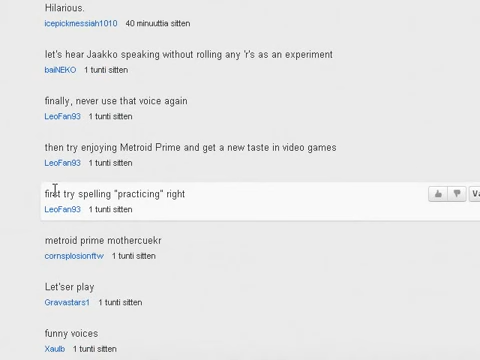 Hilarious.
icepickmessiah1010 40 minuuttia sitten
let's hear Jaakko speaking without rolling any 'r's as an experiment
baiNEKO 1 tunti sitten
finally, never use that voice again
LeoFan93 1 tunti sitten
then try enjoying Metroid Prime and get a new taste in video games
LeoFan93 1 tunti sitten
first try spelling "practicing" right
LeoFan93 1 tunti sitten
metroid prime mothercuekr
cornsplosionftw 1 tunti sitten
Let'ser play
Gravastars1 1 tunti sitten
funny voices
Xaulb 1 tunti sitten